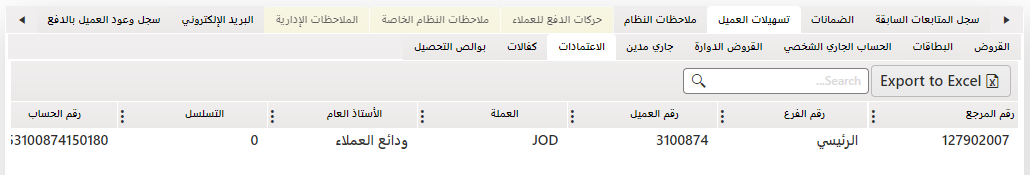 سجل المتابعات السابقة الضمانات تسهيلات العميل ملاحظات النظام حركات الدفع للعملاء ملاحظات النظام الخاصة الملاحظات الإدارية البريد الإلكتروني سجل وعود العميل بالدفع
القروض البطاقات الحساب الجاري الشخصي القروض الدوارة جاري مدين الاعتمادات كفالات بوالص التحصيل
Export to Excel Search...
رقم المرجع رقم الفرع رقم العميل العملة الأستاذ العام التسلسل رقم الحساب
127902007 الرئيسي 3100874 JOD ودائع العملاء 0 53100874150180